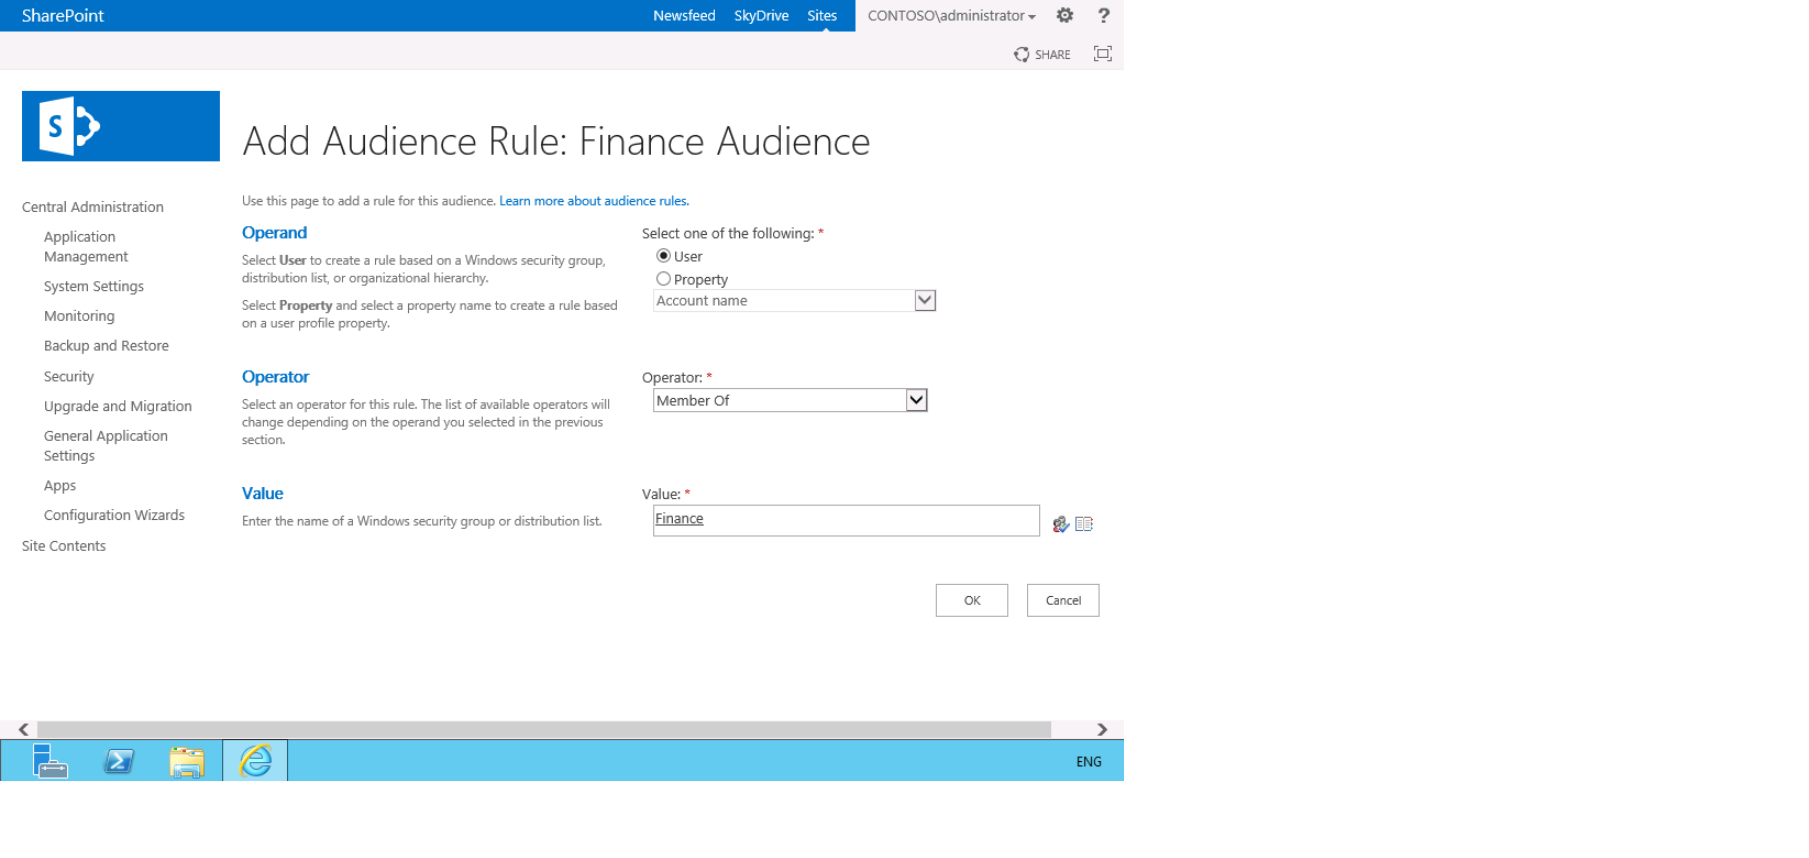 SharePoint
Newsfeed SkyDrive Sites CONTOSO\administrator ?
SHARE
S
Add Audience Rule: Finance Audience
Use this page to add a rule for this audience. Learn more about audience rules.
Central Administration
Application
Management
System Settings
Monitoring
Backup and Restore
Security
Upgrade and Migration
General Application
Settings
Apps
Configuration Wizards
Site Contents
Operand
Select User to create a rule based on a Windows security group,
distribution list, or organizational hierarchy.
Select Property and select a property name to create a rule based
on a user profile property.
Select one of the following: *
User
Property
Account name
Operator
Select an operator for this rule. The list of available operators will
change depending on the operand you selected in the previous
section.
Operator: *
Member Of
Value
Enter the name of a Windows security group or distribution list.
Value: *
Finance
OK Cancel
ENG